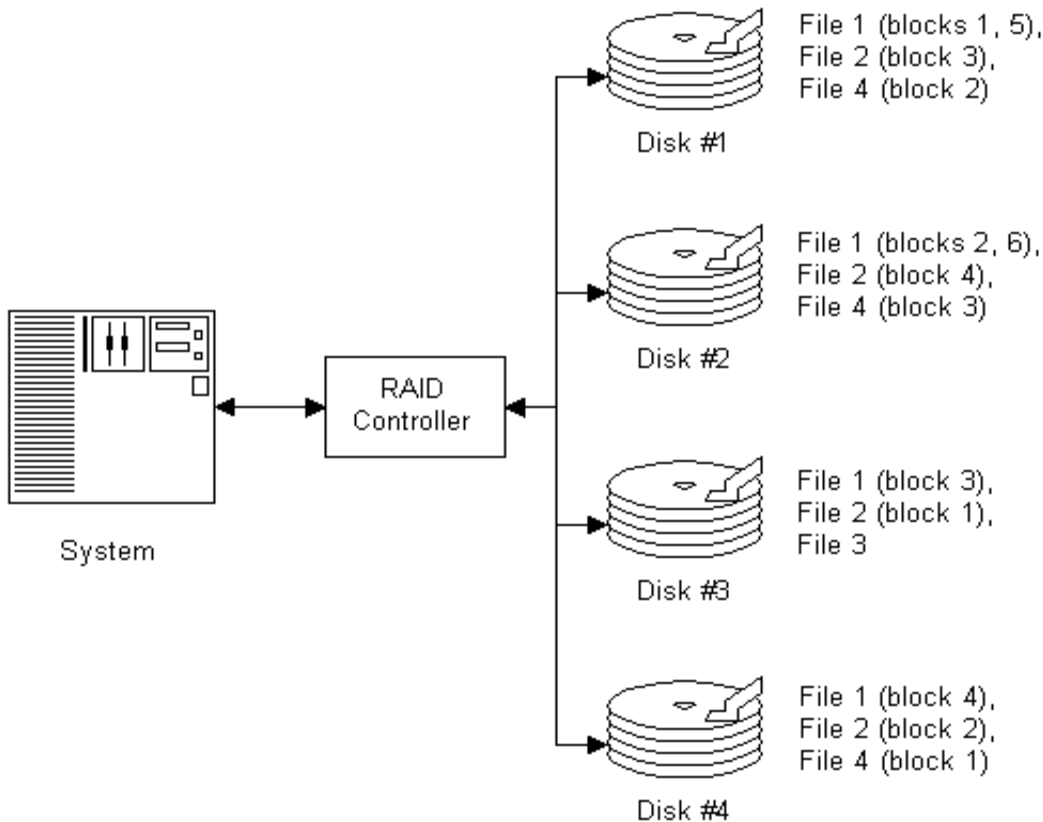 File 1 (blocks 1, 5),
File 2 (block 3),
File 4 (block 2)
Disk #1
File 1 (blocks 2, 6),
File 2 (block 4),
File 4 (block 3)
Disk #2
RAID
Controller
System
File 1 (block 3),
File 2 (block 1),
File 3
Disk #3
File 1 (block 4),
File 2 (block 2),
File 4 (block 1)
Disk #4